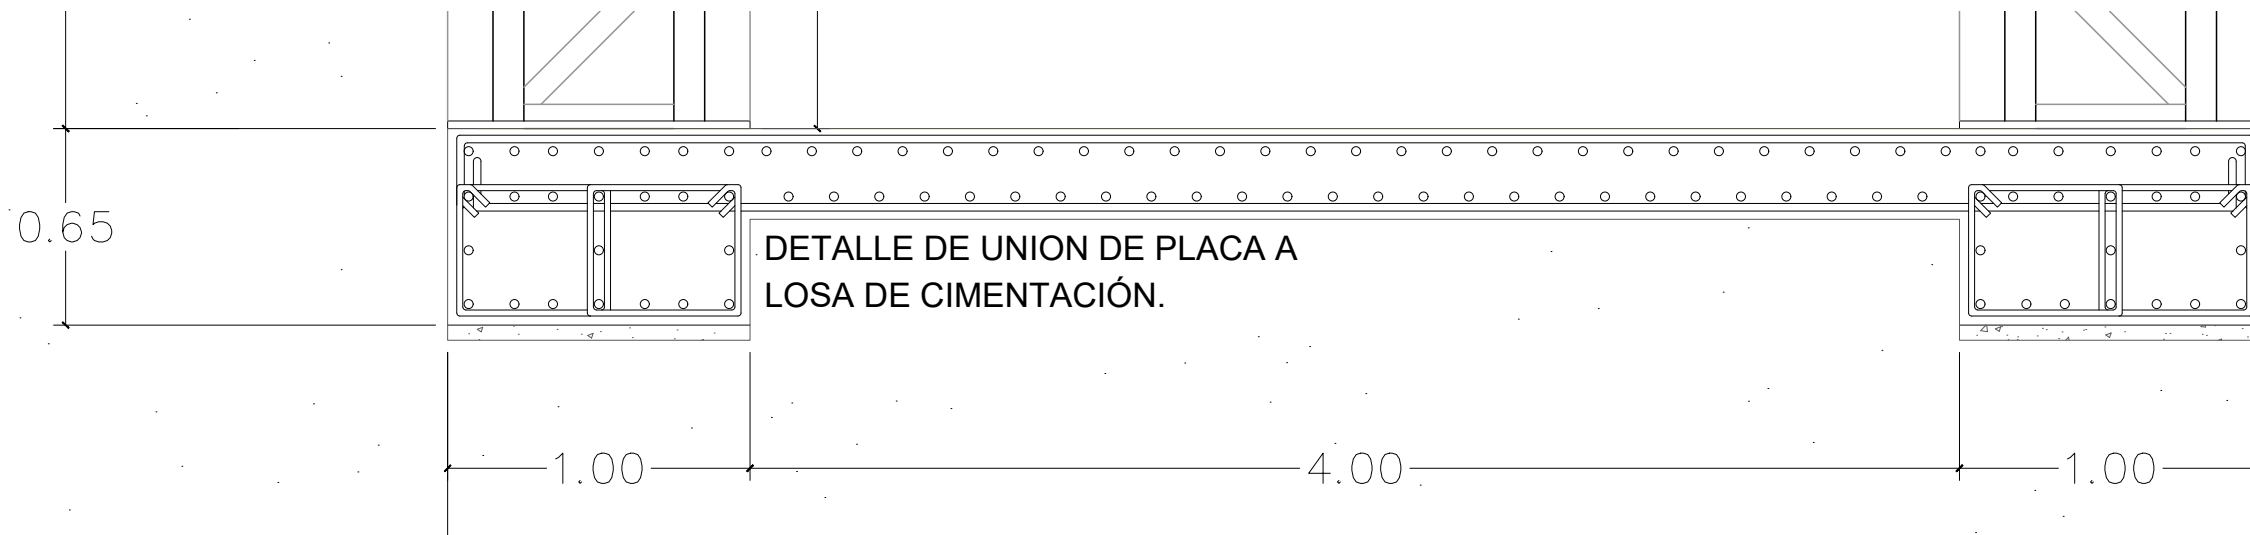 0.65
DETALLE DE UNION DE PLACA A
LOSA DE CIMENTACIÓN.
1.00
4.00
1.00